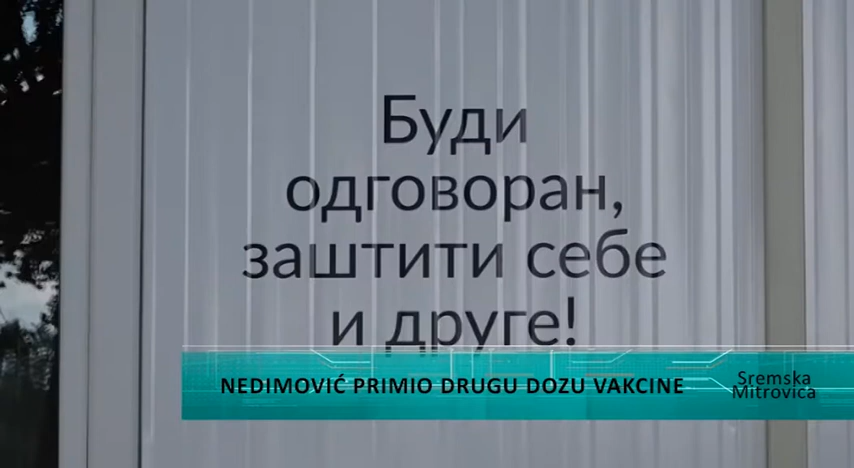 Буди
одговоран,
заштити себе
и друге!
NEDIMOVIĆ PRIMIO DRUGU DOZU VAKCINE
Sremska
Mitrovica